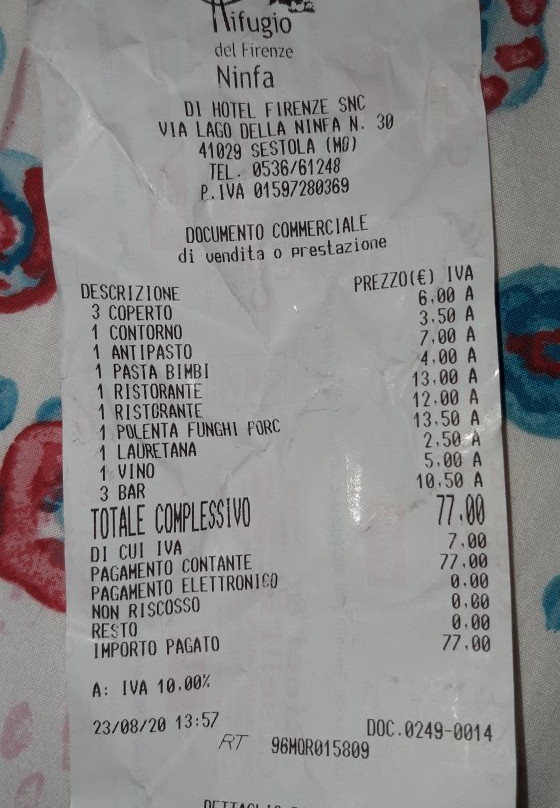 Rifugio
del Firenze
Ninfa
DI HOTEL FIRENZE SNC
VIA LAGO DELLA NINFA N. 30
41029 SESTOLA (MO)
TEL. 0536/61248
P.IVA 01597280369
DOCUMENTO COMMERCIALE
di vendita o prestazione
DESCRIZIONE PREZZO(€) IVA
3 COPERTO 6,00 A
1 CONTORNO 3,50 A
1 ANTIPASTO 7,00 A
1 PASTA BIMBI 4,00 A
1 RISTORANTE 13,00 A
1 RISTORANTE 12,00 A
1 POLENTA FUNGHI PORC 13,50 A
1 LAURETANA 2,50 A
1 VINO 5,00 A
3 BAR 10,50 A
TOTALE COMPLESSIVO 77,00
DI CUI IVA 7,00
PAGAMENTO CONTANTE 77,00
PAGAMENTO ELETTRONICO 0,00
NON RISCOSSO 0,00
RESTO 0,00
IMPORTO PAGATO 77,00
A: IVA 10,00%
23/08/20 13:57 DOC.0249-0014
RT 96MQR015809